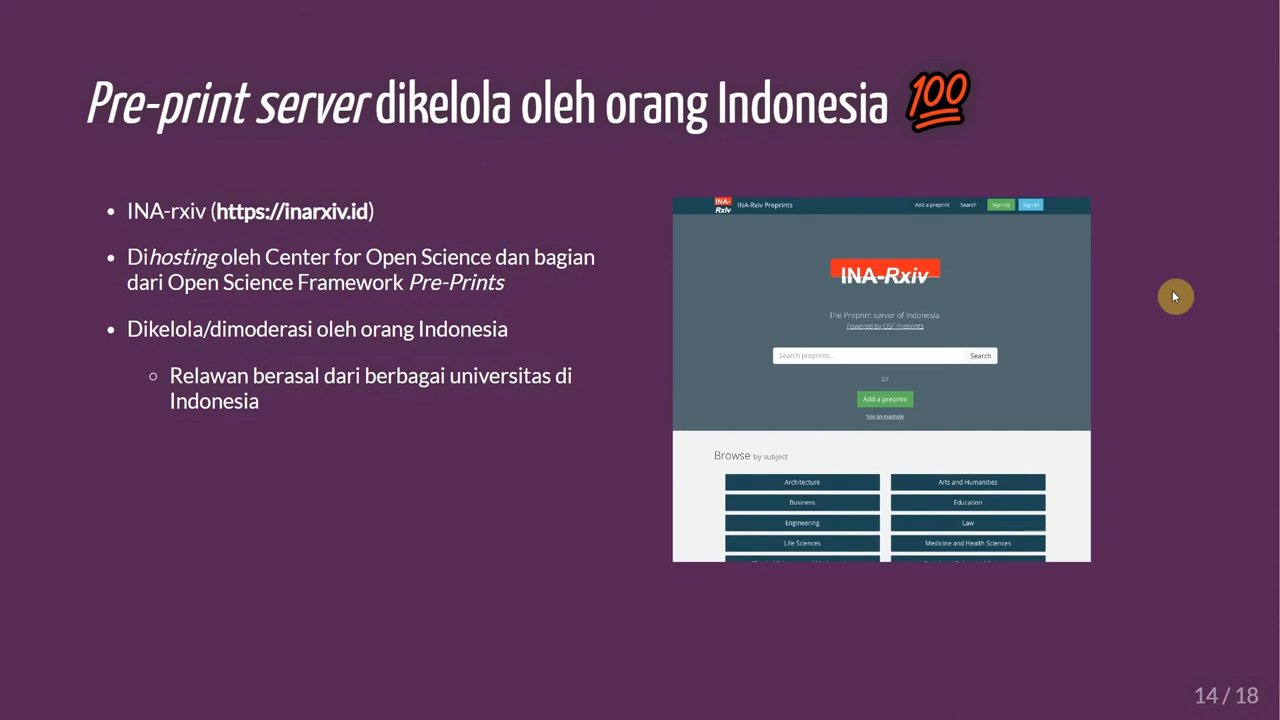 Pre-print server dikelola oleh orang Indonesia 💯
• INA-rxiv (https://inarxiv.id)
• Dihosting oleh Center for Open Science dan bagian
dari Open Science Framework Pre-Prints
• Dikelola/dimoderasi oleh orang Indonesia
○ Relawan berasal dari berbagai universitas di
Indonesia
INA-Rxiv INA-Rxiv Preprints Add a preprint Search Sign Up Sign In
INA-Rxiv
The Preprint server of Indonesia
Powered by OSF Preprints
Search preprints... Search
or
Add a preprint
See an example
Browse by subject
Architecture Arts and Humanities
Business Education
Engineering Law
Life Sciences Medicine and Health Sciences
14 / 18